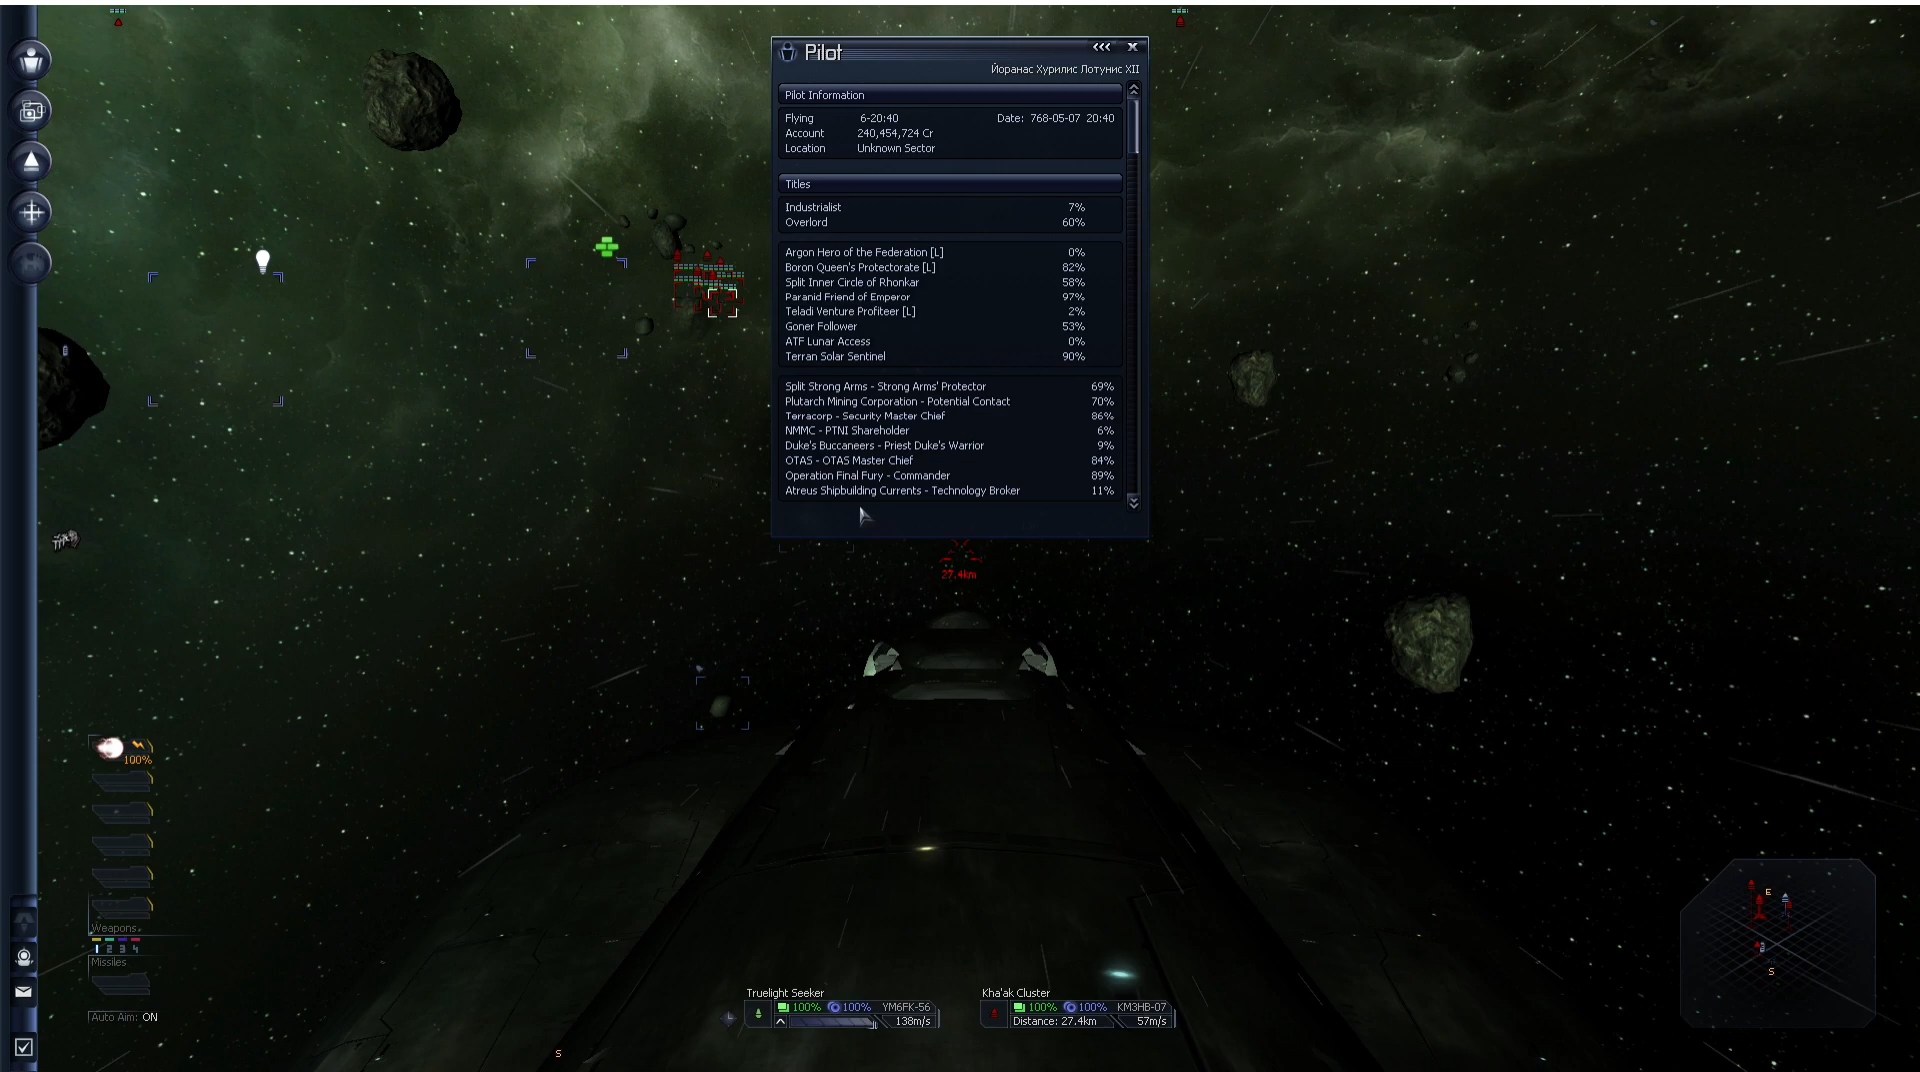 Pilot
Йоранас Хурилис Лотунис XII
Pilot Information
Flying 6-20:40 Date: 768-05-07 20:40
Account 240,454,724 Cr
Location Unknown Sector
Titles
Industrialist 7%
Overlord 60%
Argon Hero of the Federation [L] 0%
Boron Queen's Protectorate [L] 82%
Split Inner Circle of Rhonkar 58%
Paranid Friend of Emperor 97%
Teladi Venture Profiteer [L] 2%
Goner Follower 53%
ATF Lunar Access 0%
Terran Solar Sentinel 90%
Split Strong Arms - Strong Arms' Protector 69%
Plutarch Mining Corporation - Potential Contact 70%
Terracorp - Security Master Chief 86%
NMMC - PTNI Shareholder 6%
Duke's Buccaneers - Priest Duke's Warrior 9%
OTAS - OTAS Master Chief 84%
Operation Final Fury - Commander 89%
Atreus Shipbuilding Currents - Technology Broker 11%
27.4km
100%
Weapons
1 2 3 4
Missiles
Auto Aim: ON
Truelight Seeker
100% 100% YM6FK-56
138m/s
Kha'ak Cluster
100% 100% KM3HB-07
Distance: 27.4km 57m/s
E
S
S